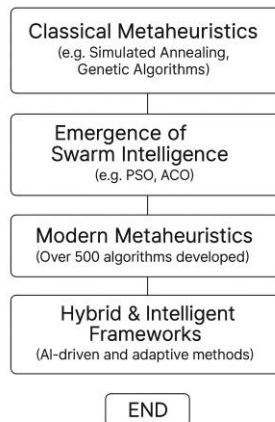 Classical Metaheuristics
(e.g. Simulated Annealing,
Genetic Algorithms)
Emergence of
Swarm Intelligence
(e.g. PSO, ACO)
Modern Metaheuristics
(Over 500 algorithms developed)
Hybrid & Intelligent
Frameworks
(AI-driven and adaptive methods)
END